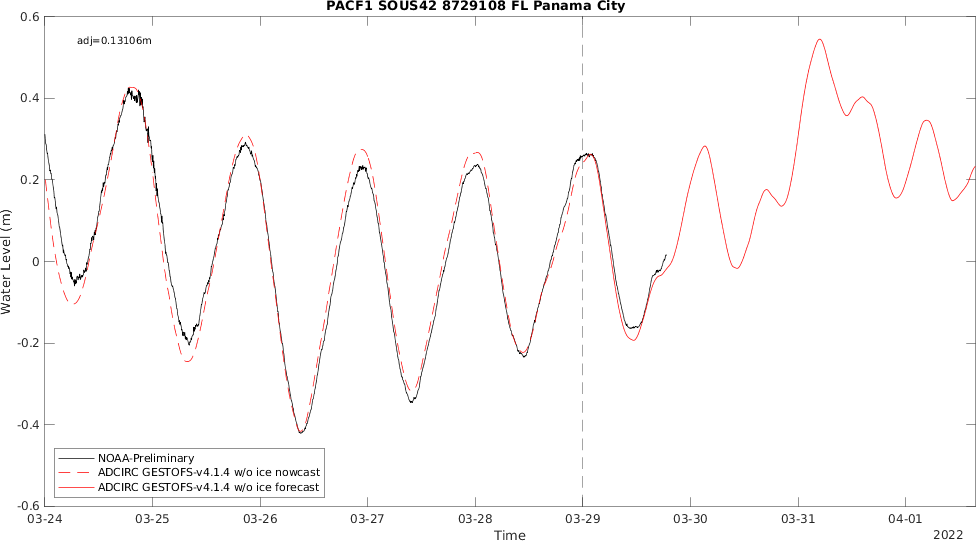 PACF1 SOUS42 8729108 FL Panama City
adj=0.13106m
0.6
0.4
0.2
0
-0.2
-0.4
-0.6
Water Level (m)
NOAA-Preliminary
ADCIRC GESTOFS-v4.1.4 w/o ice nowcast
ADCIRC GESTOFS-v4.1.4 w/o ice forecast
03-24 03-25 03-26 03-27 03-28 03-29 03-30 03-31 04-01
Time
2022